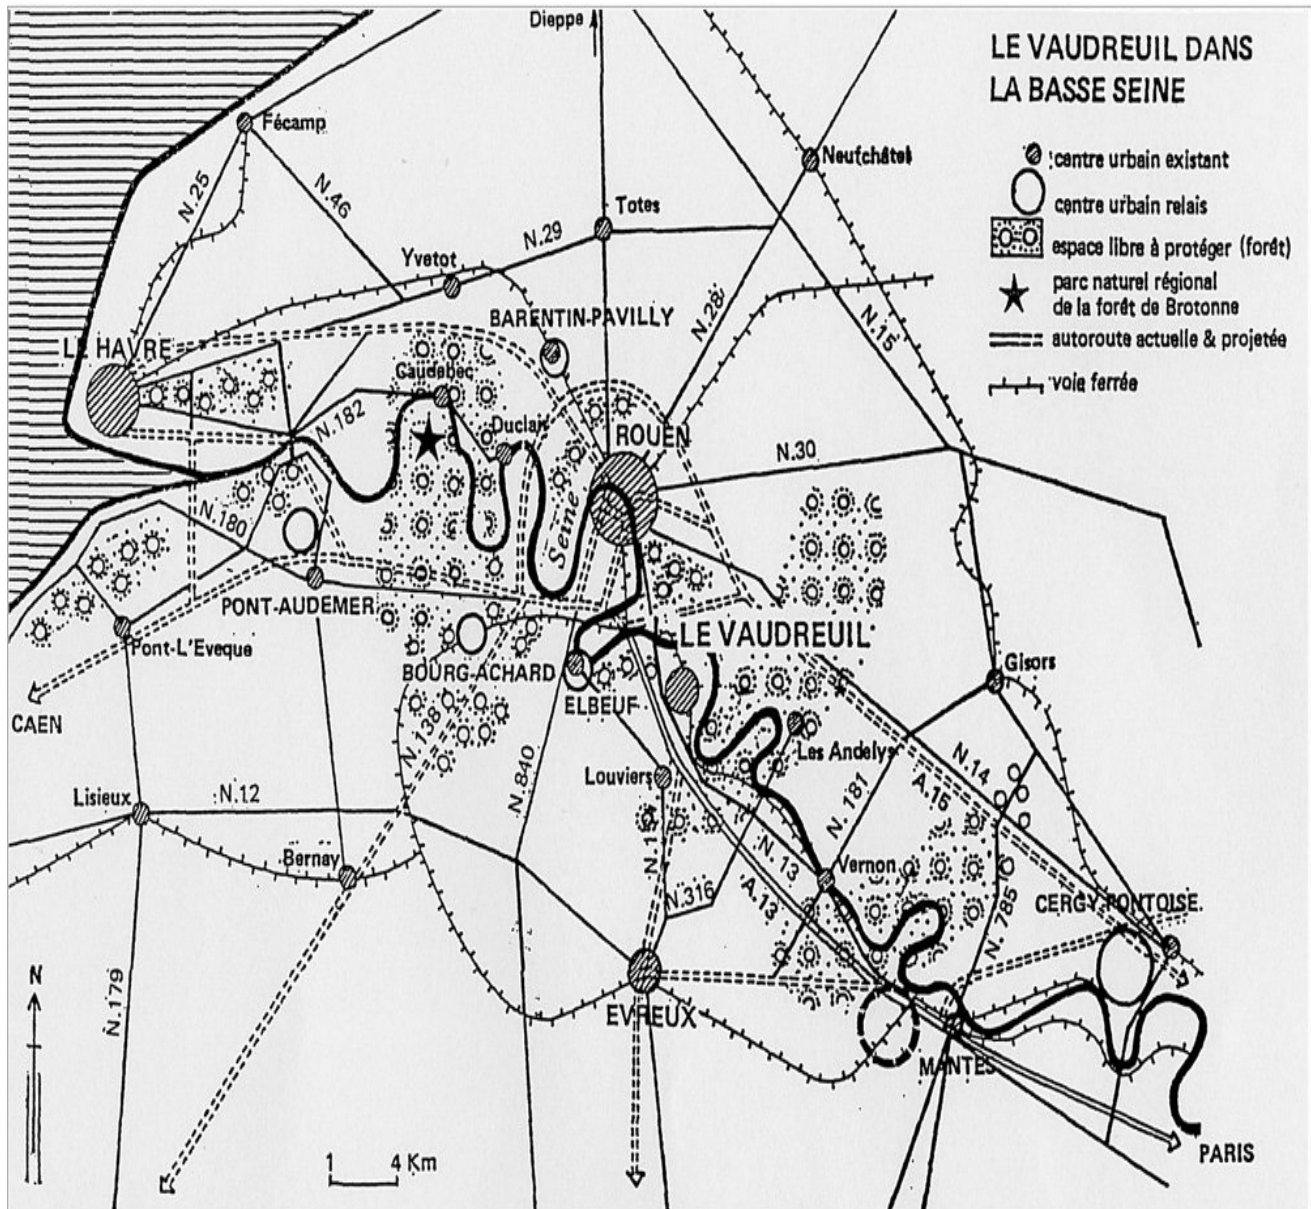 Dieppe
LE VAUDREUIL DANS
LA BASSE SEINE
centre urbain existant
centre urbain relais
espace libre à protéger (forêt)
parc naturel régional
de la forêt de Brotonne
autoroute actuelle & projetée
voie ferrée
Fécamp
Neufchâtel
N.25
N.46
Totes
N.29
Yvetot
BARENTIN-PAVILLY
N.28
N.15
LE HAVRE
Caudebec
N.182
Duclair
ROUEN
N.30
Seine
N.180
PONT-AUDEMER
Pont-L'Eveque
LE VAUDREUIL
BOURG-ACHARD
ELBEUF
Gisors
CAEN
N.138
Les Andelys
N.840
Louviers
N.181
N.14
A.15
Lisieux
N.12
N.13
Bernay
Vernon
N.316
A.13
N.785
CERGY-PONTOISE
N
N.179
EVREUX
MANTES
1 4 Km
PARIS